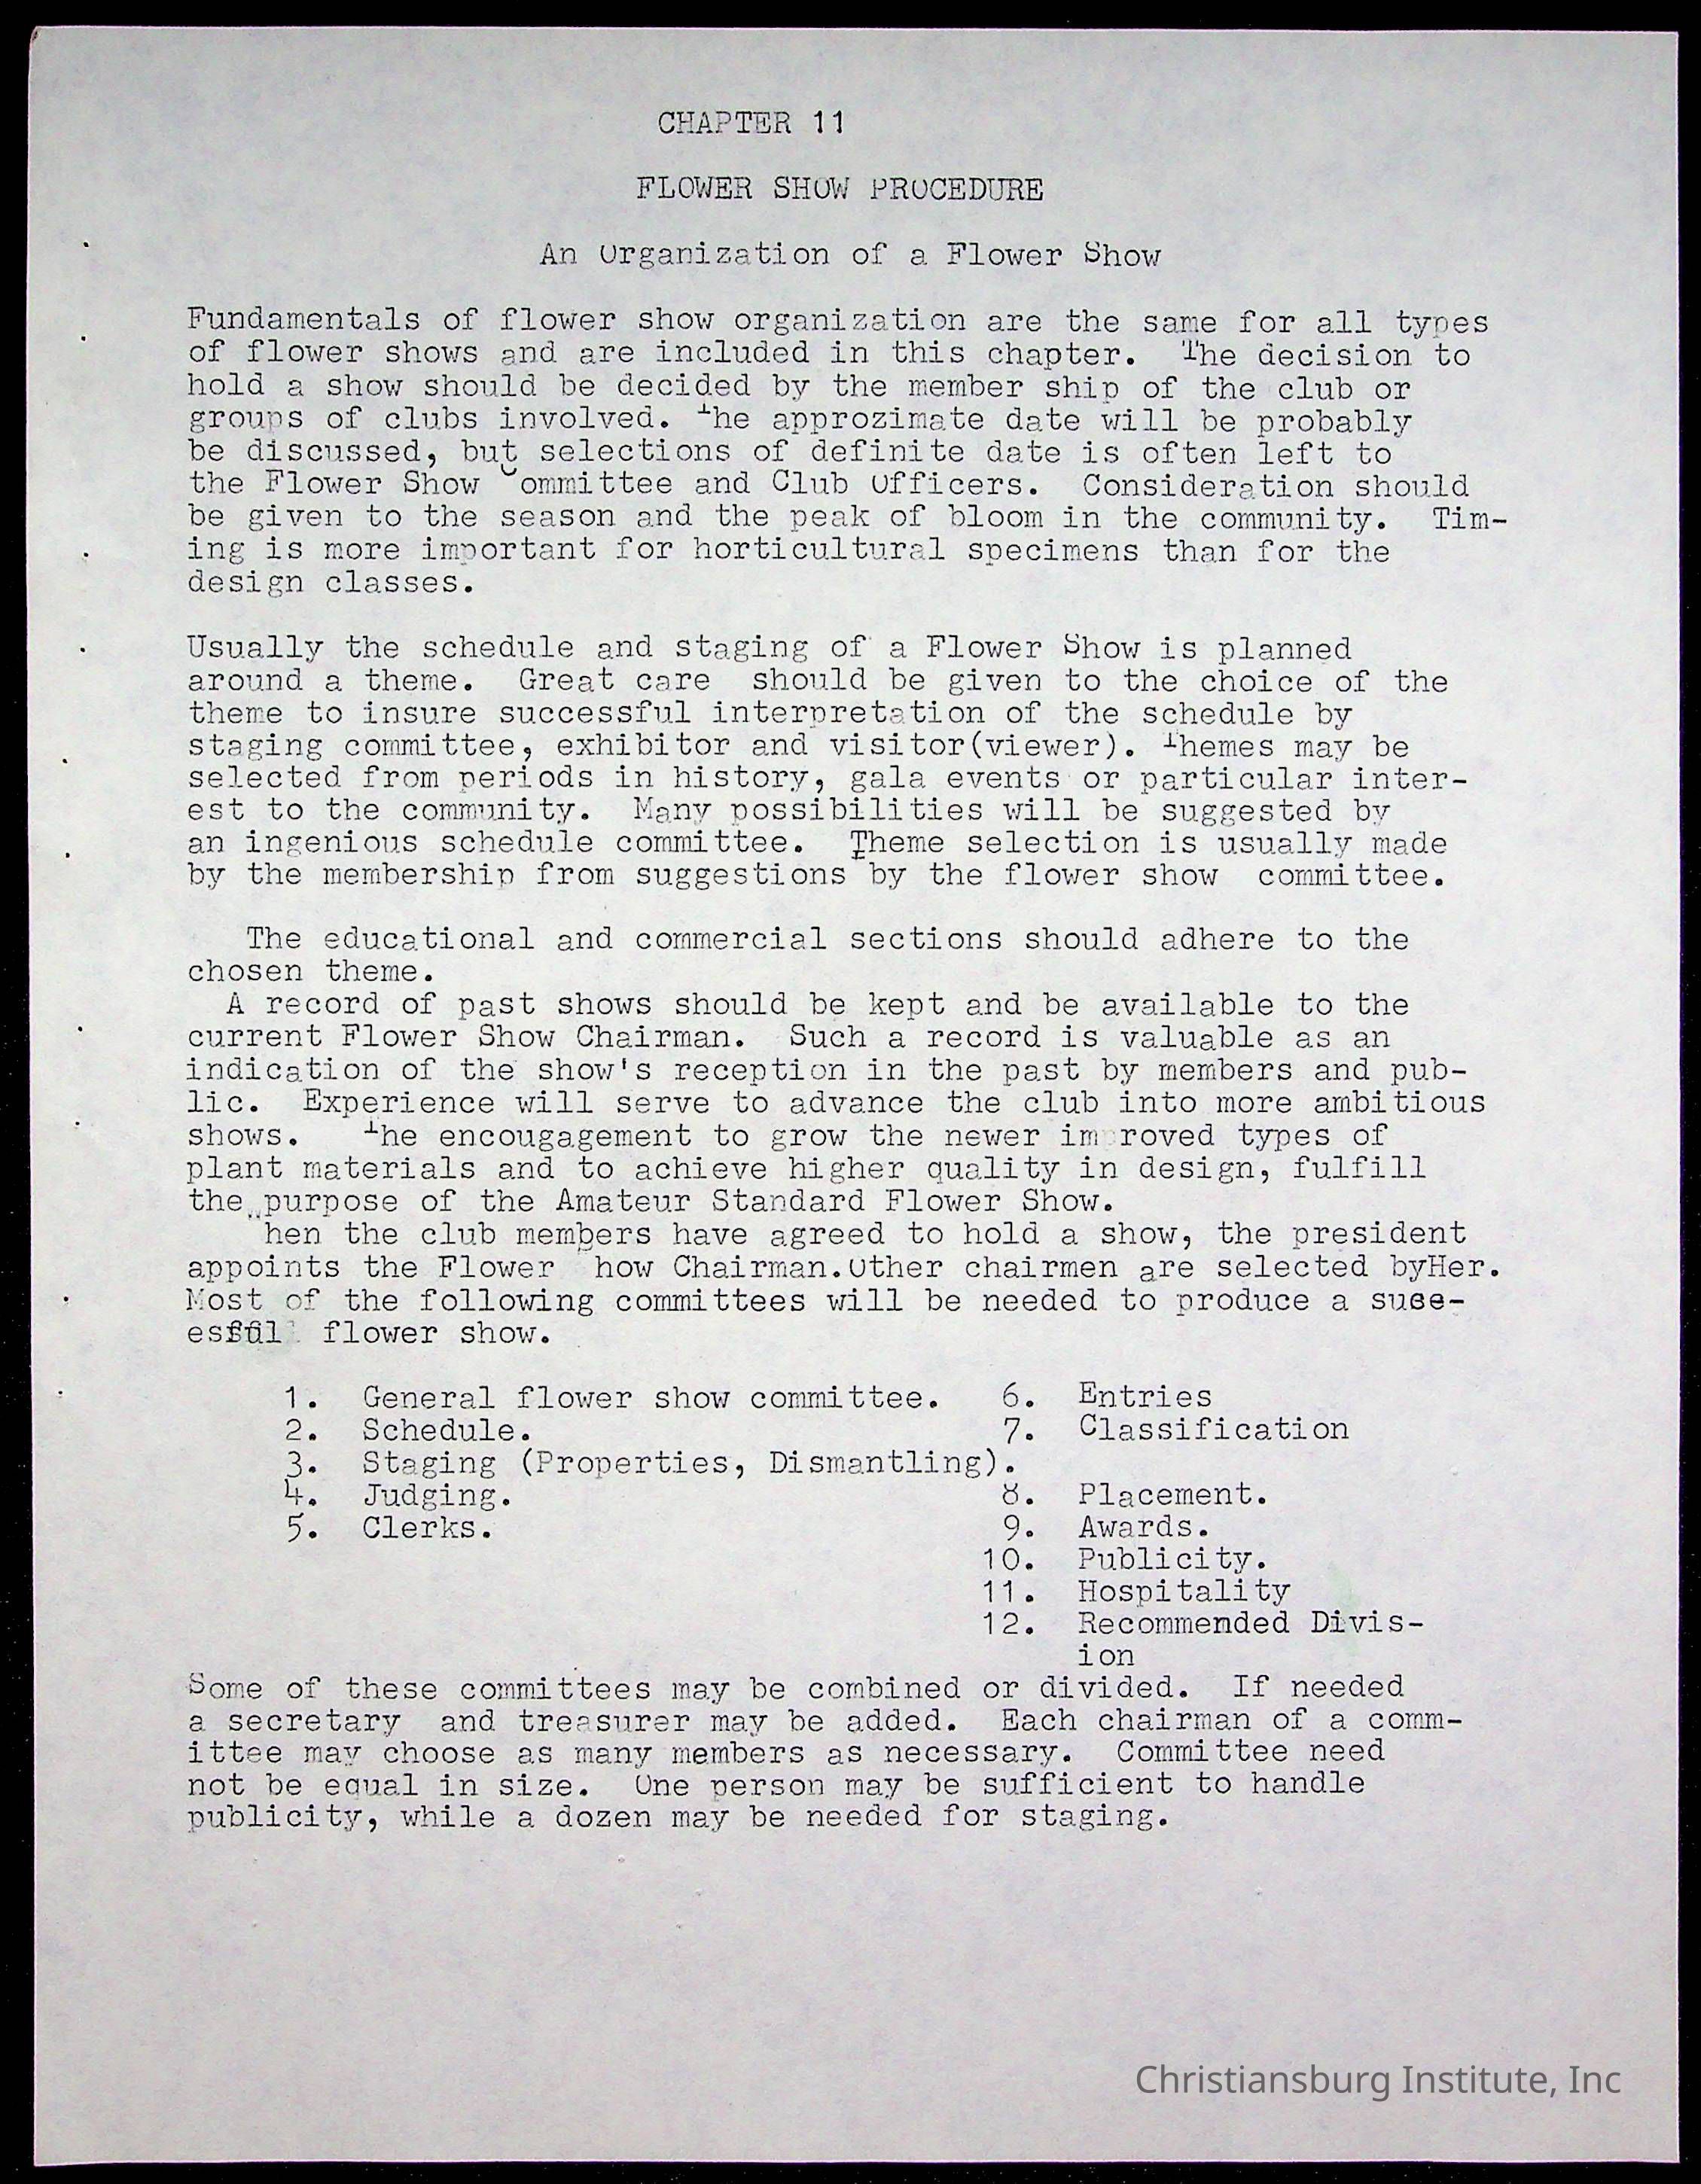 CHAPTER 11
FLOWER SHOW PROCEDURE
An Organization of a Flower Show
Fundamentals of flower show organization are the same for all types
of flower shows and are included in this chapter. The decision to
hold a show should be decided by the member ship of the club or
groups of clubs involved. The approzimate date will be probably
be discussed, but selections of definite date is often left to
the Flower Show Committee and Club Officers. Consideration should
be given to the season and the peak of bloom in the community. Tim-
ing is more important for horticultural specimens than for the
design classes.
Usually the schedule and staging of a Flower Show is planned
around a theme. Great care should be given to the choice of the
theme to insure successful interpretation of the schedule by
staging committee, exhibitor and visitor(viewer). Themes may be
selected from periods in history, gala events or particular inter-
est to the community. Many possibilities will be suggested by
an ingenious schedule committee. Theme selection is usually made
by the membership from suggestions by the flower show committee.
The educational and commercial sections should adhere to the
chosen theme.
A record of past shows should be kept and be available to the
current Flower Show Chairman. Such a record is valuable as an
indication of the show's reception in the past by members and pub-
lic. Experience will serve to advance the club into more ambitious
shows. The encougagement to grow the newer improved types of
plant materials and to achieve higher quality in design, fulfill
the purpose of the Amateur Standard Flower Show.
hen the club members have agreed to hold a show, the president
appoints the Flower how Chairman.Other chairmen are selected byHer.
Most of the following committees will be needed to produce a
flower show.
1. General flower show committee. 6. Entries
2. Schedule. 7. Classification
3. Staging (Properties, Dismantling).
4. Judging. 8. Placement.
5. Clerks. 9. Awards.
10. Publicity.
11. Hospitality
12. Recommended Divis-
ion
Some of these committees may be combined or divided. If needed
a secretary and treasurer may be added. Each chairman of a comm-
ittee may choose as many members as necessary. Committee need
not be equal in size. One person may be sufficient to handle
publicity, while a dozen may be needed for staging.
Christiansburg Institute, Inc